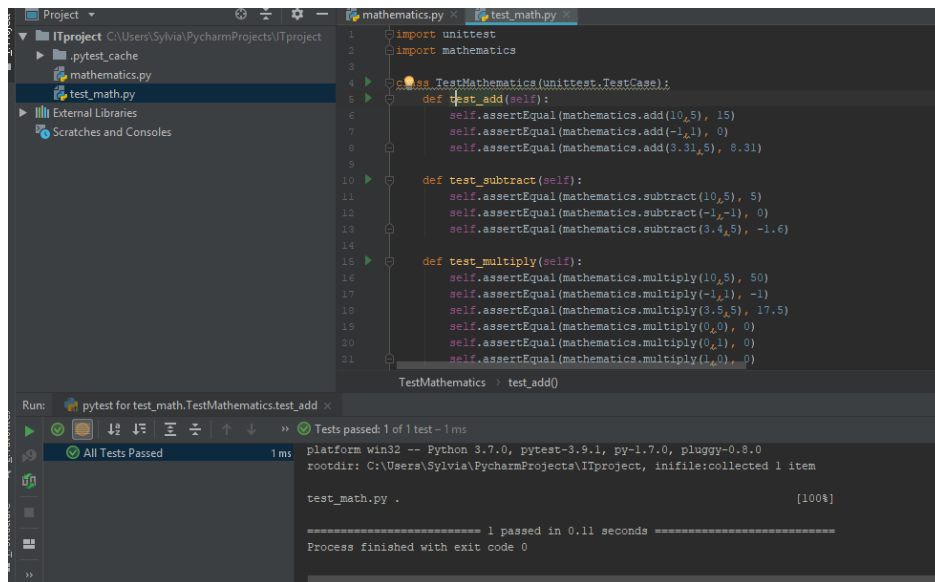 Project
mathematics.py
test_math.py
ITproject C:\Users\Sylvia\PycharmProjects\ITproject
.pytest_cache
mathematics.py
test_math.py
External Libraries
Scratches and Consoles
1 import unittest
2 import mathematics
3
4 class TestMathematics(unittest.TestCase):
5 def test_add(self):
6 self.assertEqual(mathematics.add(10,5), 15)
7 self.assertEqual(mathematics.add(-1,1), 0)
8 self.assertEqual(mathematics.add(3.31,5), 8.31)
9
10 def test_subtract(self):
11 self.assertEqual(mathematics.subtract(10,5), 5)
12 self.assertEqual(mathematics.subtract(-1,-1), 0)
13 self.assertEqual(mathematics.subtract(3.4,5), -1.6)
14
15 def test_multiply(self):
16 self.assertEqual(mathematics.multiply(10,5), 50)
17 self.assertEqual(mathematics.multiply(-1,1), -1)
18 self.assertEqual(mathematics.multiply(3.5,5), 17.5)
19 self.assertEqual(mathematics.multiply(0,0), 0)
20 self.assertEqual(mathematics.multiply(0,1), 0)
21 self.assertEqual(mathematics.multiply(1,0), 0)
TestMathematics › test_add()
Run: pytest for test_math.TestMathematics.test_add
» Tests passed: 1 of 1 test – 1 ms
All Tests Passed 1 ms
platform win32 -- Python 3.7.0, pytest-3.9.1, py-1.7.0, pluggy-0.8.0
rootdir: C:\Users\Sylvia\PycharmProjects\ITproject, inifile:collected 1 item
test_math.py . [100%]
========================== 1 passed in 0.11 seconds ===========================
Process finished with exit code 0